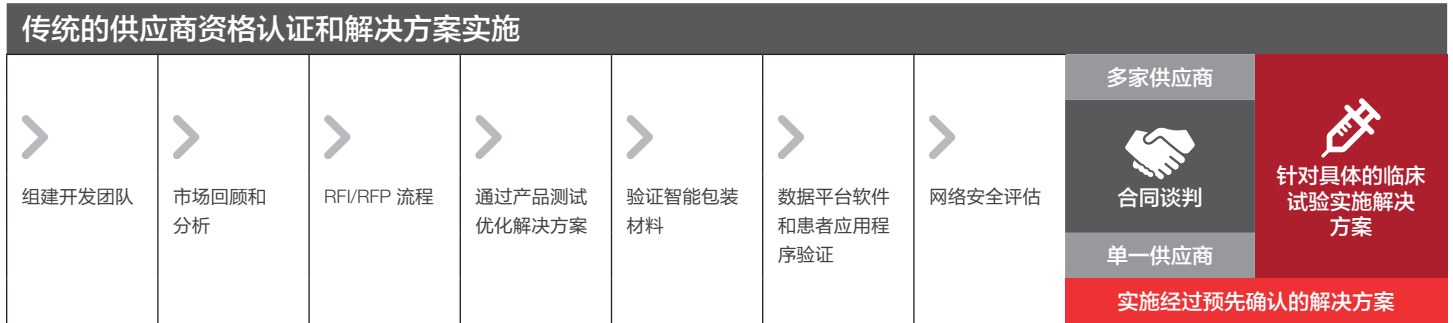 传统的供应商资格认证和解决方案实施
组建开发团队
市场回顾和
分析
RFI/RFP 流程
通过产品测试
优化解决方案
验证智能包装
材料
数据平台软件
和患者应用程
序验证
网络安全评估
多家供应商
合同谈判
单一供应商
针对具体的临床
试验实施解决
方案
实施经过预先确认的解决方案